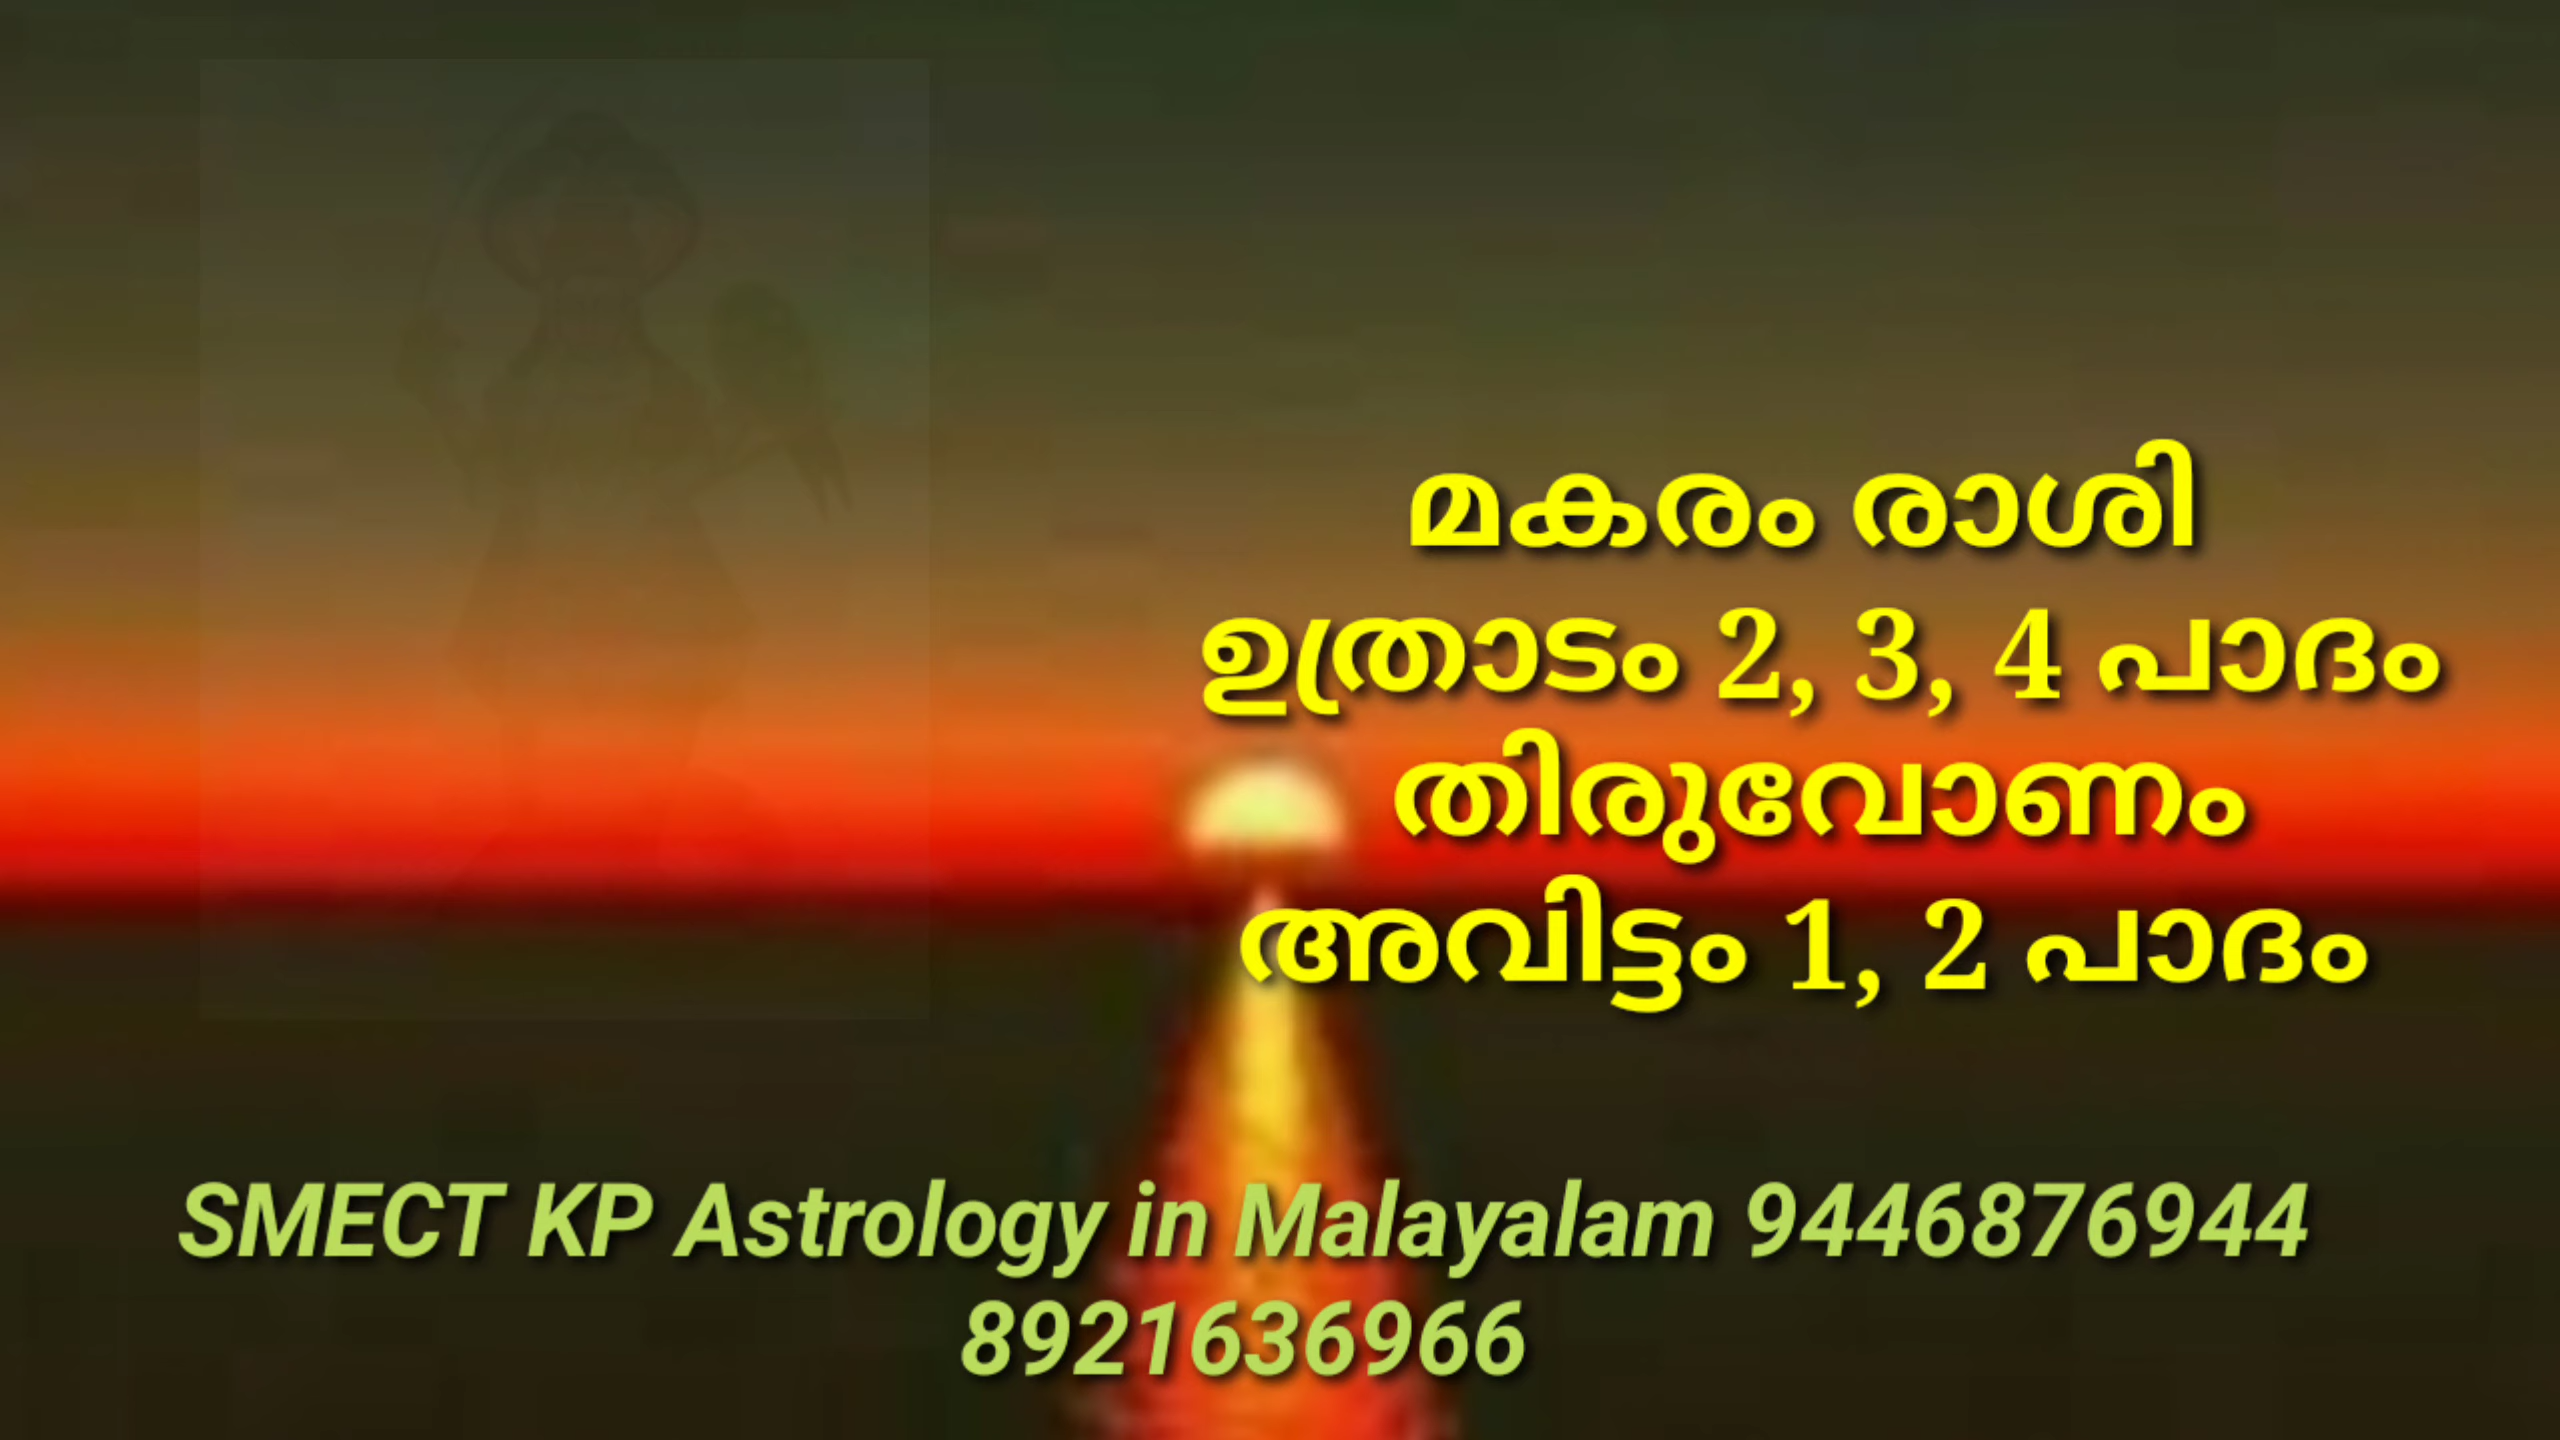 മകരം രാശി
ഉത്രാടം 2, 3, 4 പാദം
തിരുവോണം
അവിട്ടം 1, 2 പാദം
SMECT KP Astrology in Malayalam 9446876944
8921636966